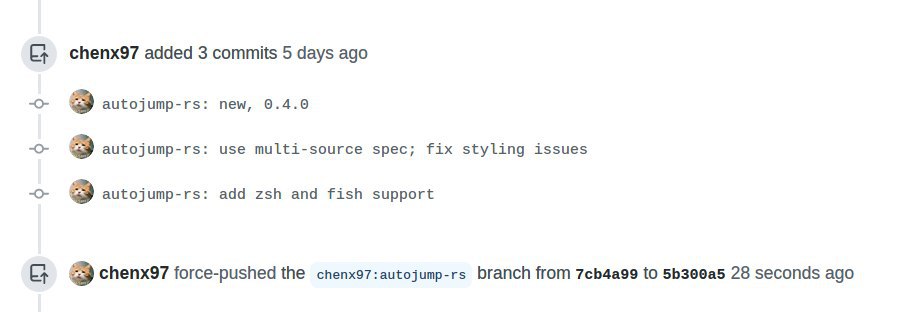 chenx97 added 3 commits 5 days ago
autojump-rs: new, 0.4.0
autojump-rs: use multi-source spec; fix styling issues
autojump-rs: add zsh and fish support
chenx97 force-pushed the chenx97:autojump-rs branch from 7cb4a99 to 5b300a5 28 seconds ago